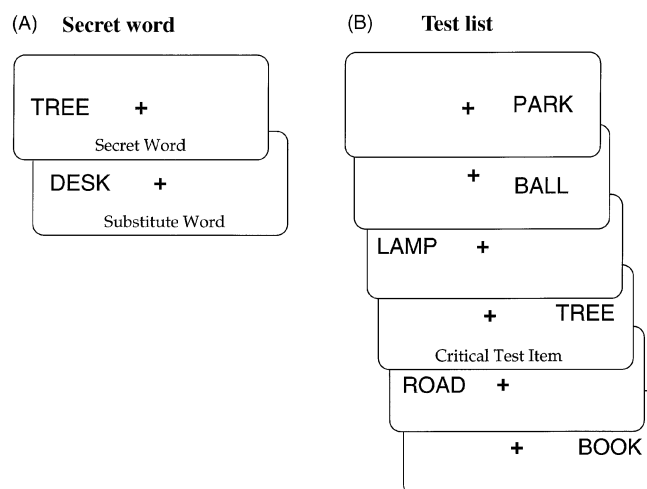 (A) Secret word
TREE +
Secret Word
DESK +
Substitute Word
(B) Test list
+ PARK
+ BALL
LAMP +
+ TREE
Critical Test Item
ROAD +
+ BOOK